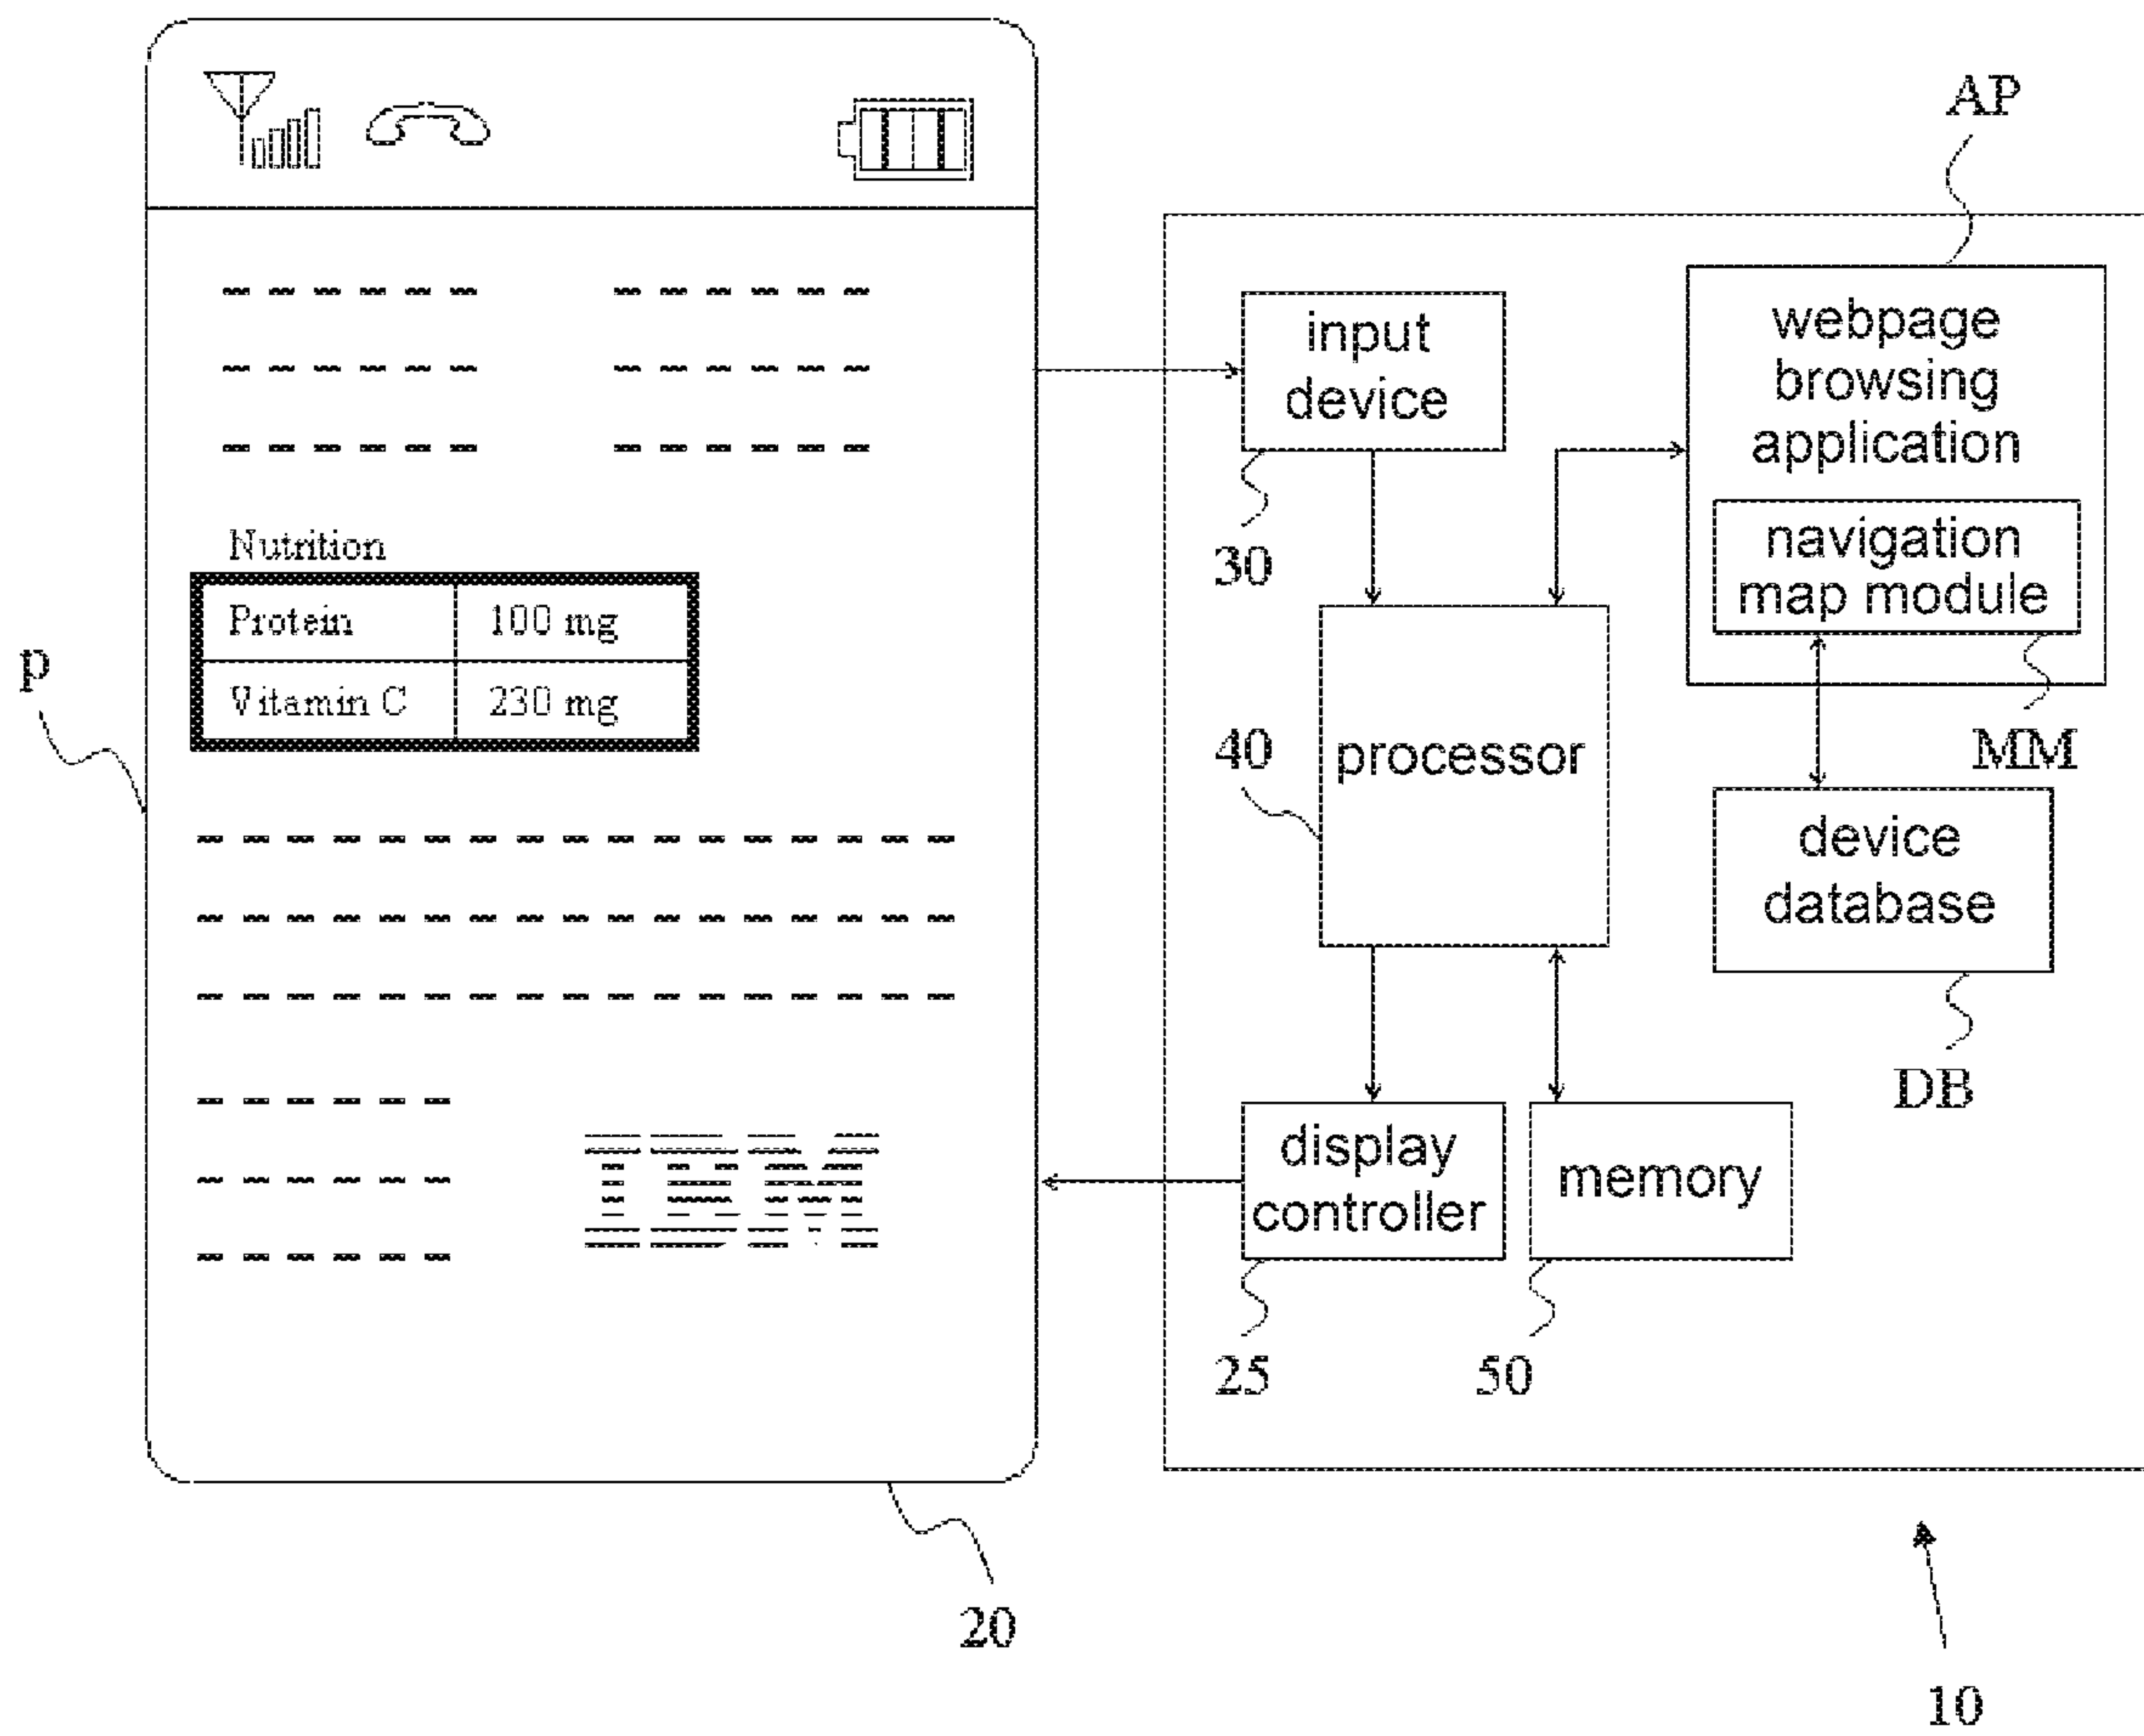 AP
input
device
30
webpage
browsing
application
navigation
map module
MM
Nutrition
Protein 100 mg
Vitamin C 230 mg
p
40
processor
device
database
DB
IBM
display
controller
25
memory
50
20
10